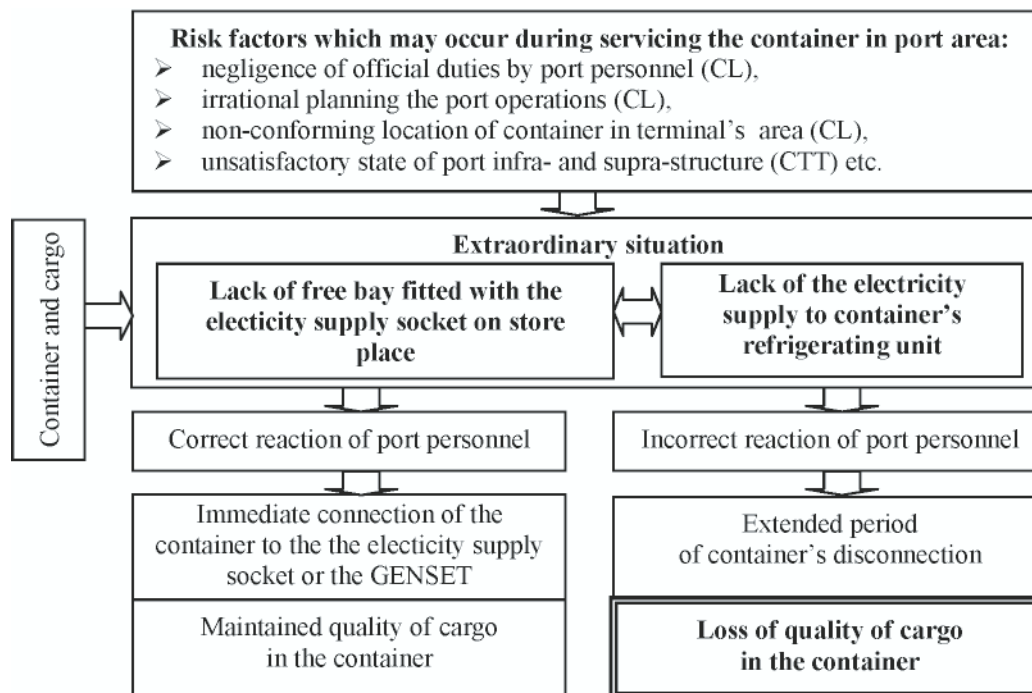 Risk factors which may occur during servicing the container in port area:
➢ negligence of official duties by port personnel (CL),
➢ irrational planning the port operations (CL),
➢ non-conforming location of container in terminal's area (CL),
➢ unsatisfactory state of port infra- and supra-structure (CTT) etc.
Container and cargo
Extraordinary situation
Lack of free bay fitted with the
electicity supply socket on store
place
Lack of the electricity
supply to container's
refrigerating unit
Correct reaction of port personnel
Incorrect reaction of port personnel
Immediate connection of the
container to the the electicity supply
socket or the GENSET
Extended period
of container's disconnection
Maintained quality of cargo
in the container
Loss of quality of cargo
in the container